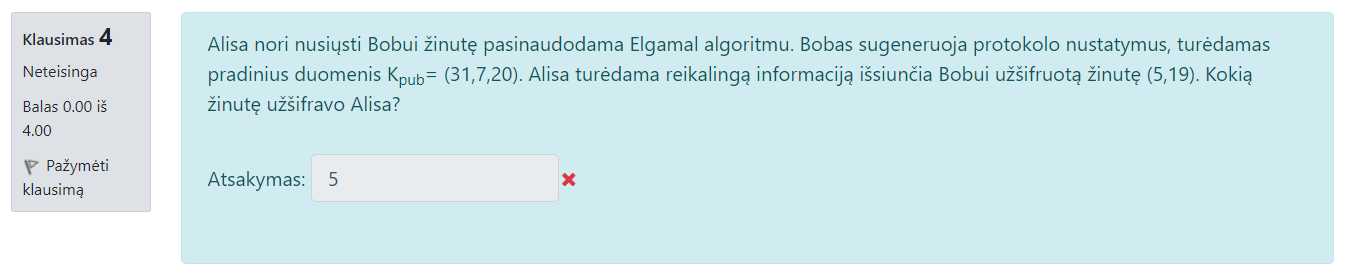 Klausimas 4
Neteisinga
Balas 0.00 iš
4.00
Pažymėti
klausimą
Alisa nori nusiųsti Bobui žinutę pasinaudodama Elgamal algoritmu. Bobas sugeneruoja protokolo nustatymus, turėdamas
pradinius duomenis Kpub= (31,7,20). Alisa turėdama reikalingą informaciją išsiunčia Bobui užšifruotą žinutę (5,19). Kokią
žinutę užšifravo Alisa?
Atsakymas: 5